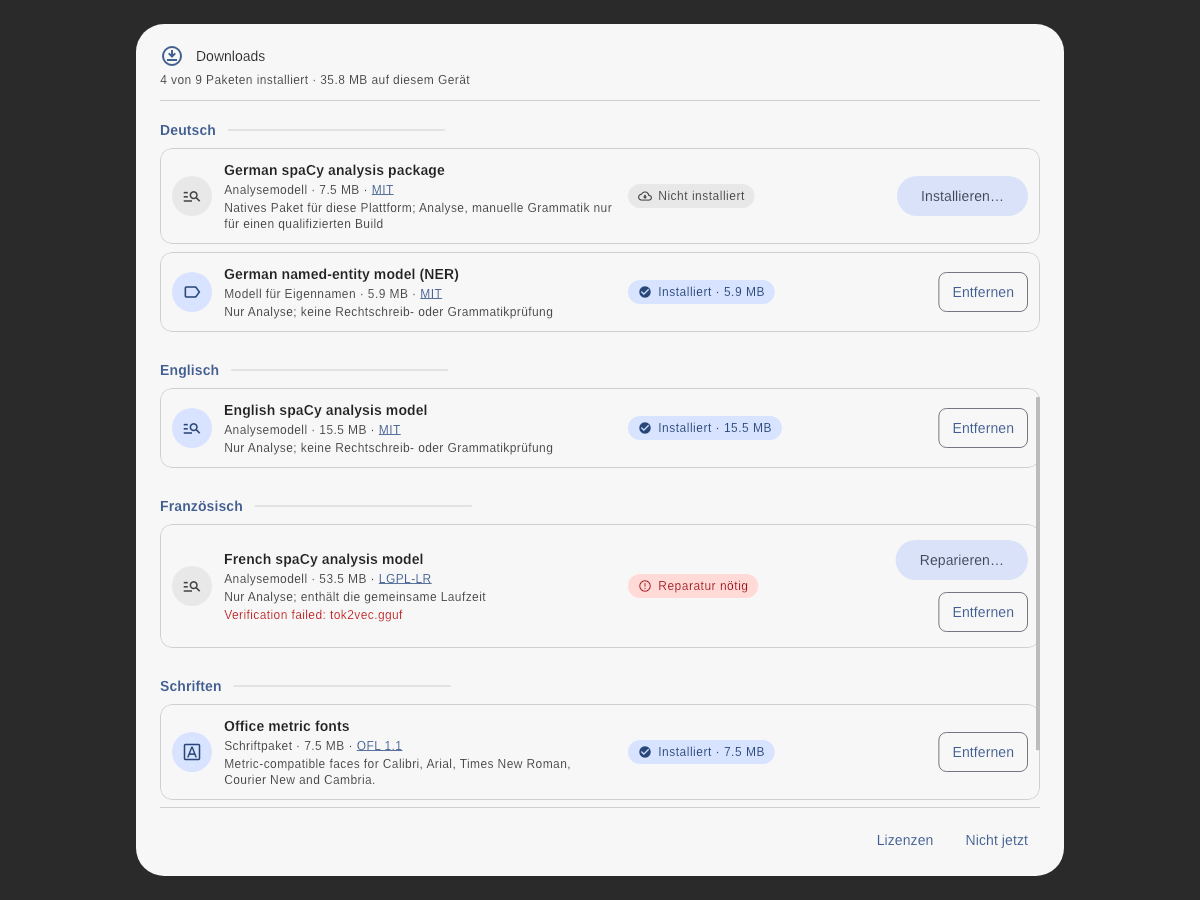 Downloads
4 von 9 Paketen installiert · 35.8 MB auf diesem Gerät
Deutsch
German spaCy analysis package
Analysemodell · 7.5 MB · MIT
Natives Paket für diese Plattform; Analyse, manuelle Grammatik nur
für einen qualifizierten Build
Nicht installiert
Installieren…
German named-entity model (NER)
Modell für Eigennamen · 5.9 MB · MIT
Nur Analyse; keine Rechtschreib- oder Grammatikprüfung
Installiert · 5.9 MB
Entfernen
Englisch
English spaCy analysis model
Analysemodell · 15.5 MB · MIT
Nur Analyse; keine Rechtschreib- oder Grammatikprüfung
Installiert · 15.5 MB
Entfernen
Französisch
French spaCy analysis model
Analysemodell · 53.5 MB · LGPL-LR
Nur Analyse; enthält die gemeinsame Laufzeit
Verification failed: tok2vec.gguf
Reparatur nötig
Reparieren…
Entfernen
Schriften
Office metric fonts
Schriftpaket · 7.5 MB · OFL 1.1
Metric-compatible faces for Calibri, Arial, Times New Roman,
Courier New and Cambria.
Installiert · 7.5 MB
Entfernen
Lizenzen
Nicht jetzt